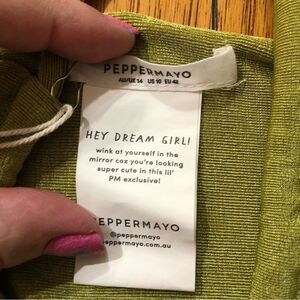 PEPPERMAYO
AU/UK 14 US 10 EU 42
HEY DREAM GIRL!
wink at yourself in the
mirror coz you're looking
super cute in this lil'
PM exclusive!
PEPPERMAYO
@peppermayo
peppermayo.com.au